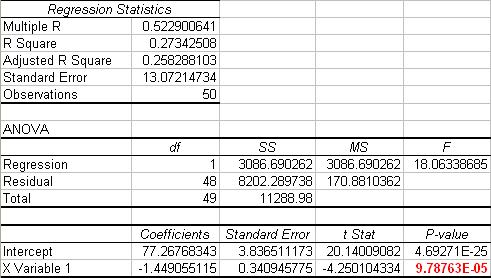 Regression Statistics
Multiple R 0.522900641
R Square 0.27342508
Adjusted R Square 0.258288103
Standard Error 13.07214734
Observations 50
ANOVA
df SS MS F
Regression 1 3086.690262 3086.690262 18.06338685
Residual 48 8202.289738 170.8810362
Total 49 11288.98
Coefficients Standard Error t Stat P-value
Intercept 77.26768343 3.836511173 20.14009082 4.69271E-25
X Variable 1 -1.449055115 0.340945775 -4.250104334 9.78763E-05